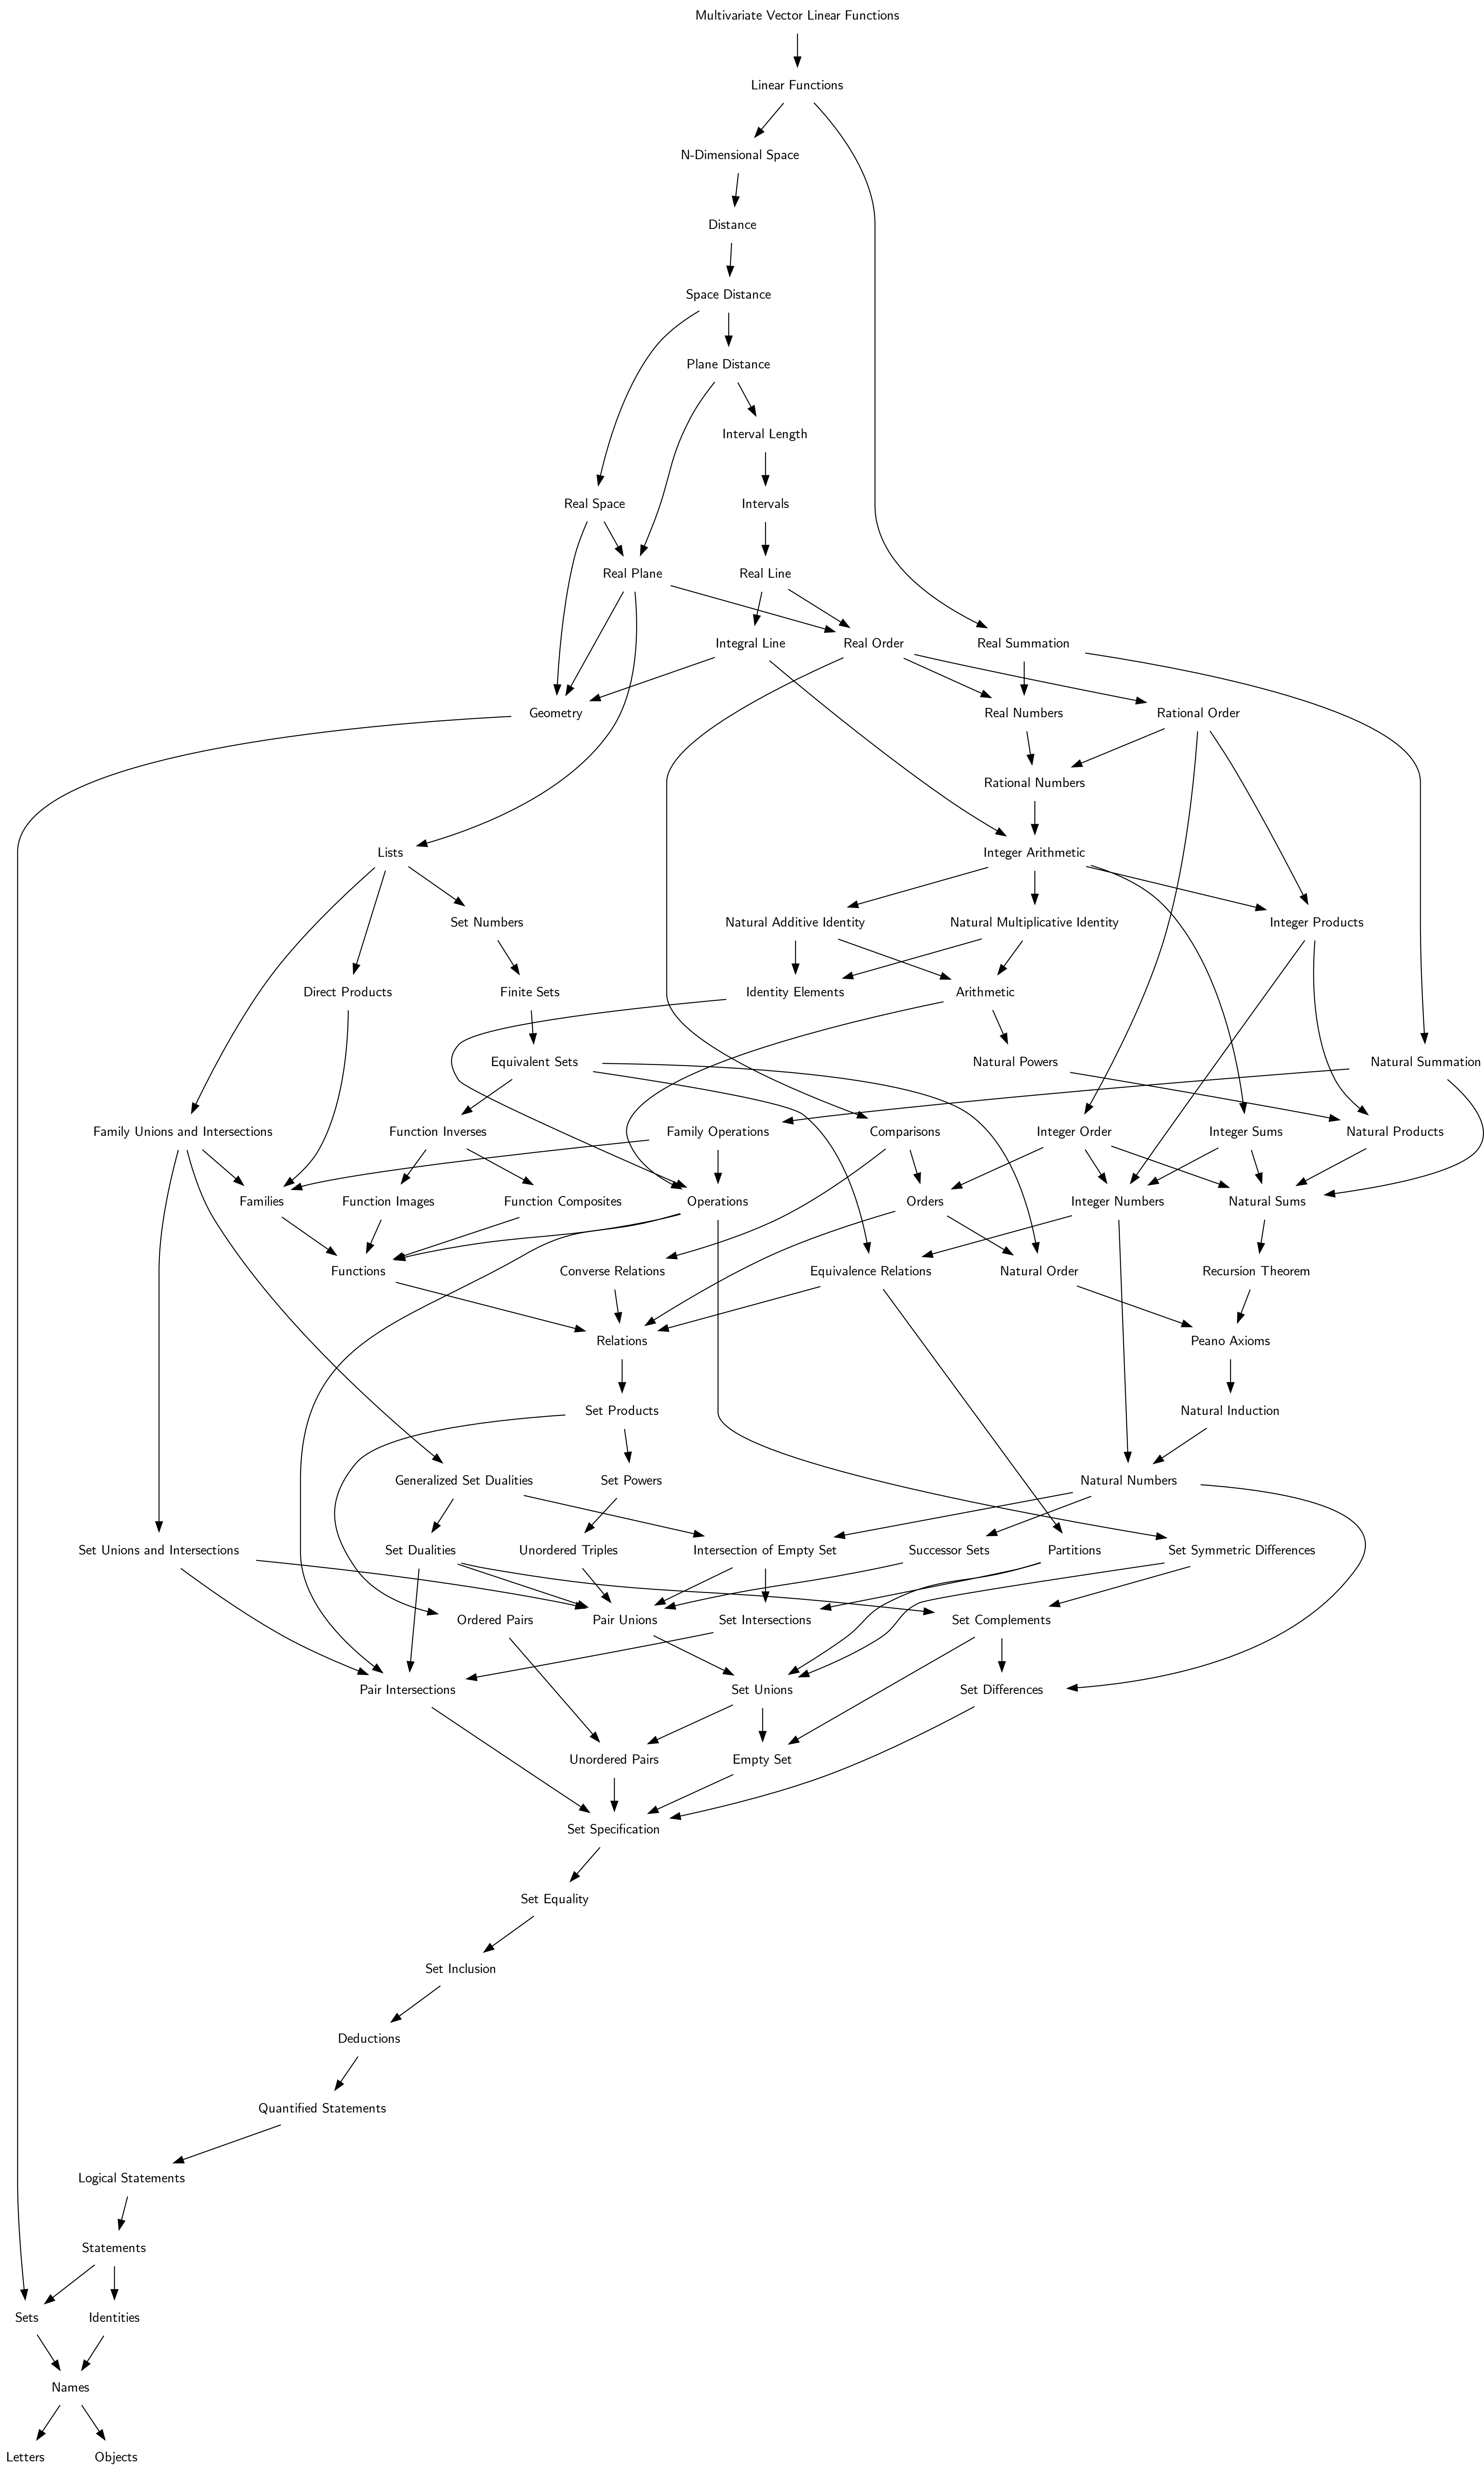 Multivariate Vector Linear Functions
Linear Functions
N-Dimensional Space
Distance
Space Distance
Plane Distance
Interval Length
Real Space
Intervals
Real Plane
Real Line
Integral Line
Real Order
Real Summation
Geometry
Real Numbers
Rational Order
Rational Numbers
Lists
Integer Arithmetic
Set Numbers
Natural Additive Identity
Natural Multiplicative Identity
Integer Products
Direct Products
Finite Sets
Identity Elements
Arithmetic
Equivalent Sets
Natural Powers
Natural Summation
Family Unions and Intersections
Function Inverses
Family Operations
Comparisons
Integer Order
Integer Sums
Natural Products
Families
Function Images
Function Composites
Operations
Orders
Integer Numbers
Natural Sums
Functions
Converse Relations
Equivalence Relations
Natural Order
Recursion Theorem
Relations
Peano Axioms
Set Products
Natural Induction
Generalized Set Dualities
Set Powers
Natural Numbers
Set Unions and Intersections
Set Dualities
Unordered Triples
Intersection of Empty Set
Successor Sets
Partitions
Set Symmetric Differences
Ordered Pairs
Pair Unions
Set Intersections
Set Complements
Pair Intersections
Set Unions
Set Differences
Unordered Pairs
Empty Set
Set Specification
Set Equality
Set Inclusion
Deductions
Quantified Statements
Logical Statements
Statements
Sets
Identities
Names
Letters
Objects